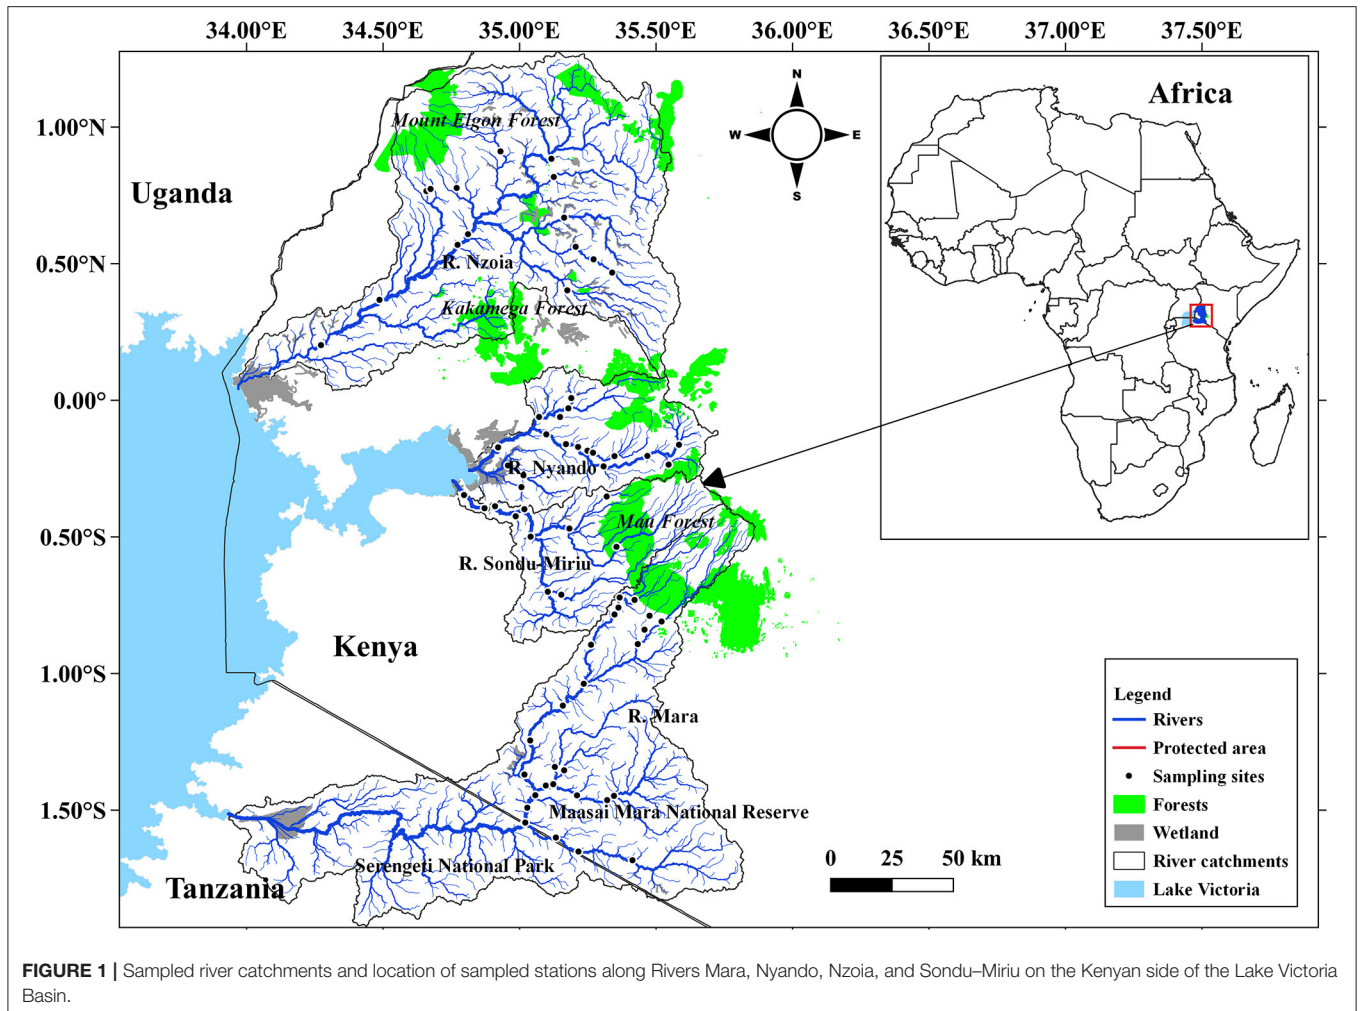 34.00°E 34.50°E 35.00°E 35.50°E 36.00°E 36.50°E 37.00°E 37.50°E
Africa
N
W E
S
1.00°N
Mount Elgon Forest
Uganda
0.50°N
R. Nzoia
Kakamega Forest
0.00°
R. Nyando
Mau Forest
0.50°S
R. Sondu-Miriu
Kenya
1.00°S
R. Mara
1.50°S
Maasai Mara National Reserve
Serengeti National Park
Tanzania
0 25 50 km
Legend
Rivers
Protected area
Sampling sites
Forests
Wetland
River catchments
Lake Victoria
FIGURE 1 | Sampled river catchments and location of sampled stations along Rivers Mara, Nyando, Nzoia, and Sondu–Miriu on the Kenyan side of the Lake Victoria
Basin.